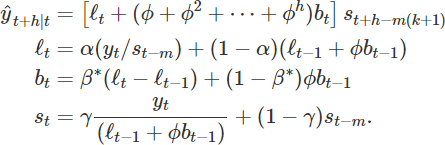 ŷ_{t+h|t} = [ℓ_t + (ϕ + ϕ^2 + ⋯ + ϕ^h)b_t] s_{t+h−m(k+1)}
ℓ_t = α(y_t/s_{t−m}) + (1 − α)(ℓ_{t−1} + ϕb_{t−1})
b_t = β^*(ℓ_t − ℓ_{t−1}) + (1 − β^*)ϕb_{t−1}
s_t = γ \frac{y_t}{(ℓ_{t−1} + ϕb_{t−1})} + (1 − γ)s_{t−m}.